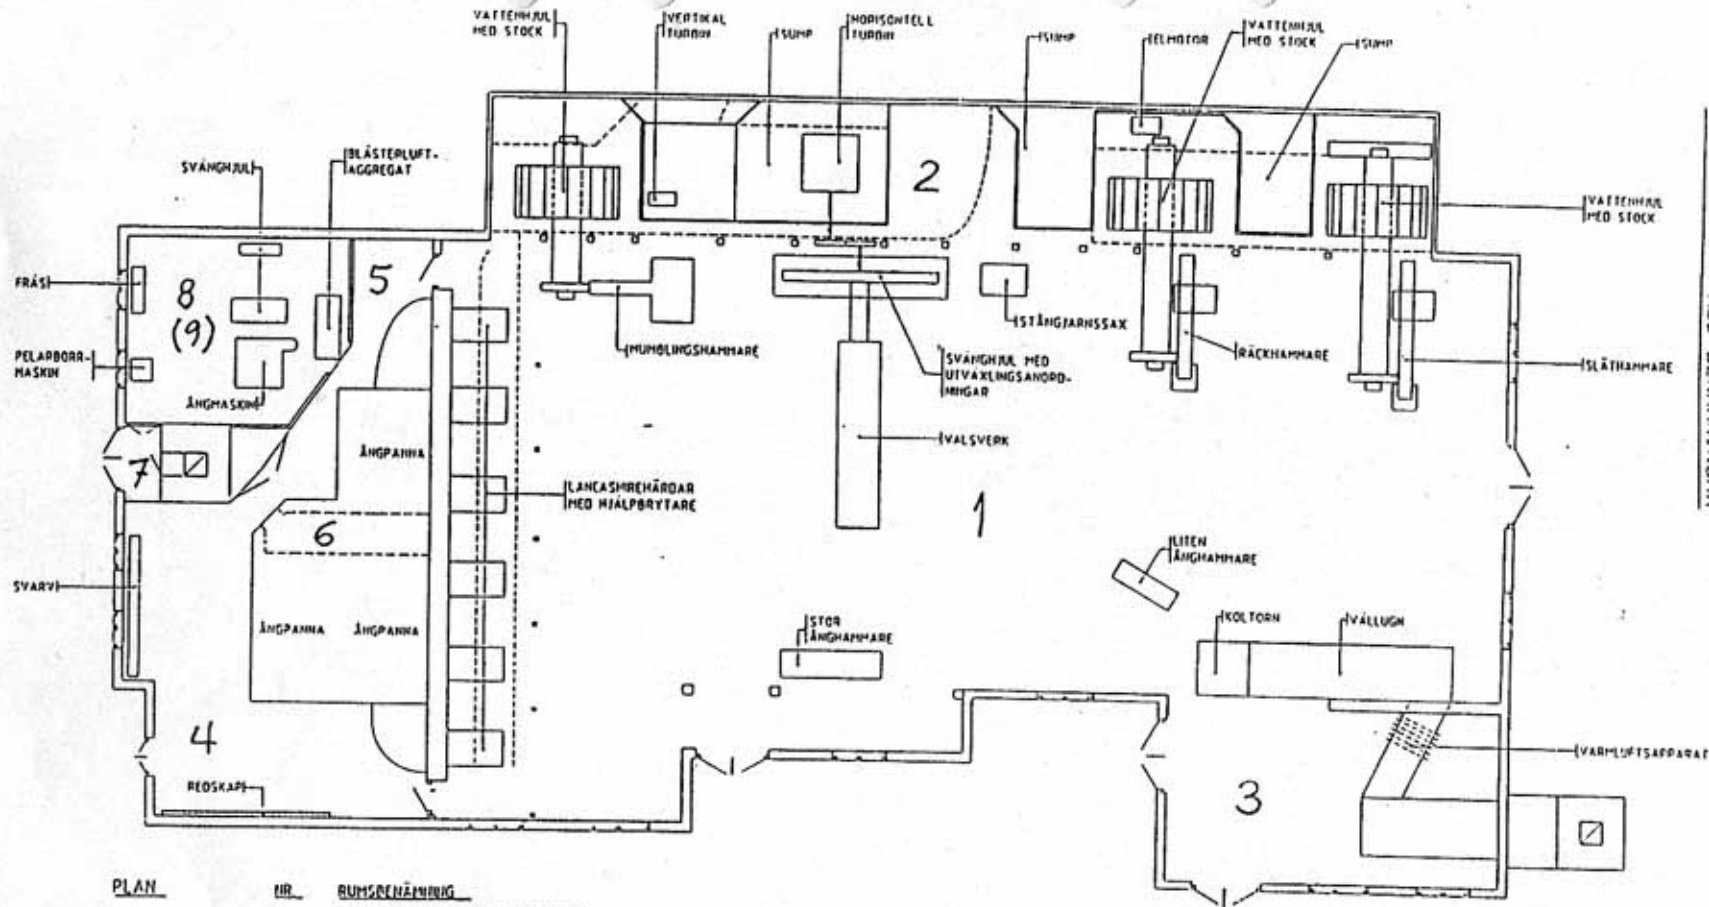 VATTENHJUL
MED STOCK
VERTIKAL
TURBIN
SUMP
HORISONTELL
TURBIN
SUMP
ELMOTOR
VATTENHJUL
MED STOCK
SUMP
SVÄNGHJUL
BLÄSTERLUFT-
AGGREGAT
2
VATTENHJUL
MED STOCK
FRÄS
8
(9)
5
PELARBORR-
MASKIN
ÅNGMASKIN
MUMBLINGSHAMMARE
STÅNGJÄRNSSAX
SVÄNGHJUL MED
UTVÄXLINGSANORD-
NINGAR
RÄCKHAMMARE
SLÄTHAMMARE
7
ÅNGPANNA
VALSVERK
LANCASHIREHÄRDAR
MED HJÄLPBRYTARE
1
6
SVARV
LITEN
ÅNGHAMMARE
ÅNGPANNA
ÅNGPANNA
STOR
ÅNGHAMMARE
KOLTORN
VÄLLUGN
4
VARMLUFTSAPPARAT
REDSKAP
3
PLAN
NR
RUMSBENÄMNING